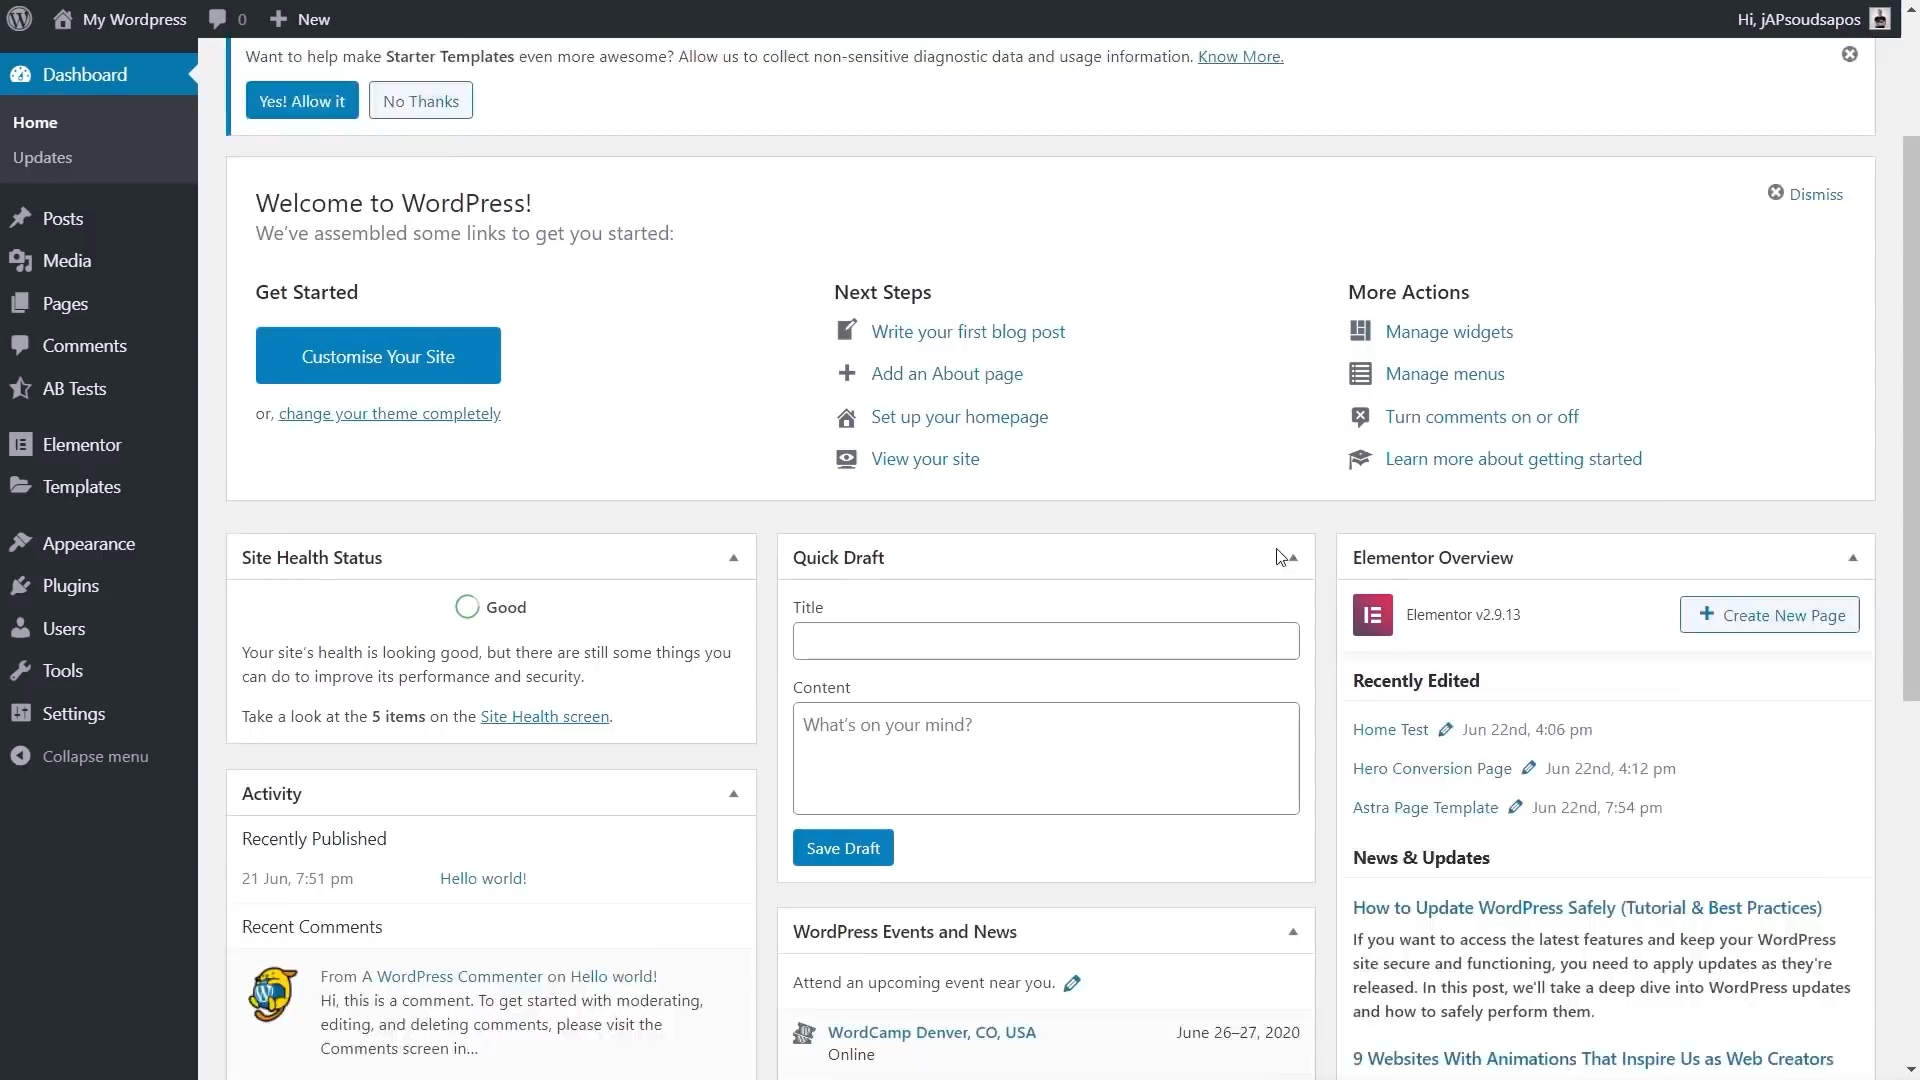 My Wordpress
0
New
Hi, jAPsoudsapos
Dashboard
Home
Updates
Posts
Media
Pages
Comments
AB Tests
Elementor
Templates
Appearance
Plugins
Users
Tools
Settings
Collapse menu
Want to help make Starter Templates even more awesome? Allow us to collect non-sensitive diagnostic data and usage information. Know More.
Yes! Allow it
No Thanks
Welcome to WordPress!
Dismiss
We've assembled some links to get you started:
Get Started
Customise Your Site
or, change your theme completely
Next Steps
Write your first blog post
Add an About page
Set up your homepage
View your site
More Actions
Manage widgets
Manage menus
Turn comments on or off
Learn more about getting started
Site Health Status
Good
Your site's health is looking good, but there are still some things you
can do to improve its performance and security.
Take a look at the 5 items on the Site Health screen.
Activity
Recently Published
21 Jun, 7:51 pm
Hello world!
Recent Comments
From A WordPress Commenter on Hello world!
Hi, this is a comment. To get started with moderating,
editing, and deleting comments, please visit the
Comments screen in...
Quick Draft
Title
Content
What's on your mind?
Save Draft
WordPress Events and News
Attend an upcoming event near you.
WordCamp Denver, CO, USA
June 26–27, 2020
Online
Elementor Overview
Elementor v2.9.13
Create New Page
Recently Edited
Home Test Jun 22nd, 4:06 pm
Hero Conversion Page Jun 22nd, 4:12 pm
Astra Page Template Jun 22nd, 7:54 pm
News & Updates
How to Update WordPress Safely (Tutorial & Best Practices)
If you want to access the latest features and keep your WordPress
site secure and functioning, you need to apply updates as they're
released. In this post, we'll take a deep dive into WordPress updates
and how to safely perform them.
9 Websites With Animations That Inspire Us as Web Creators